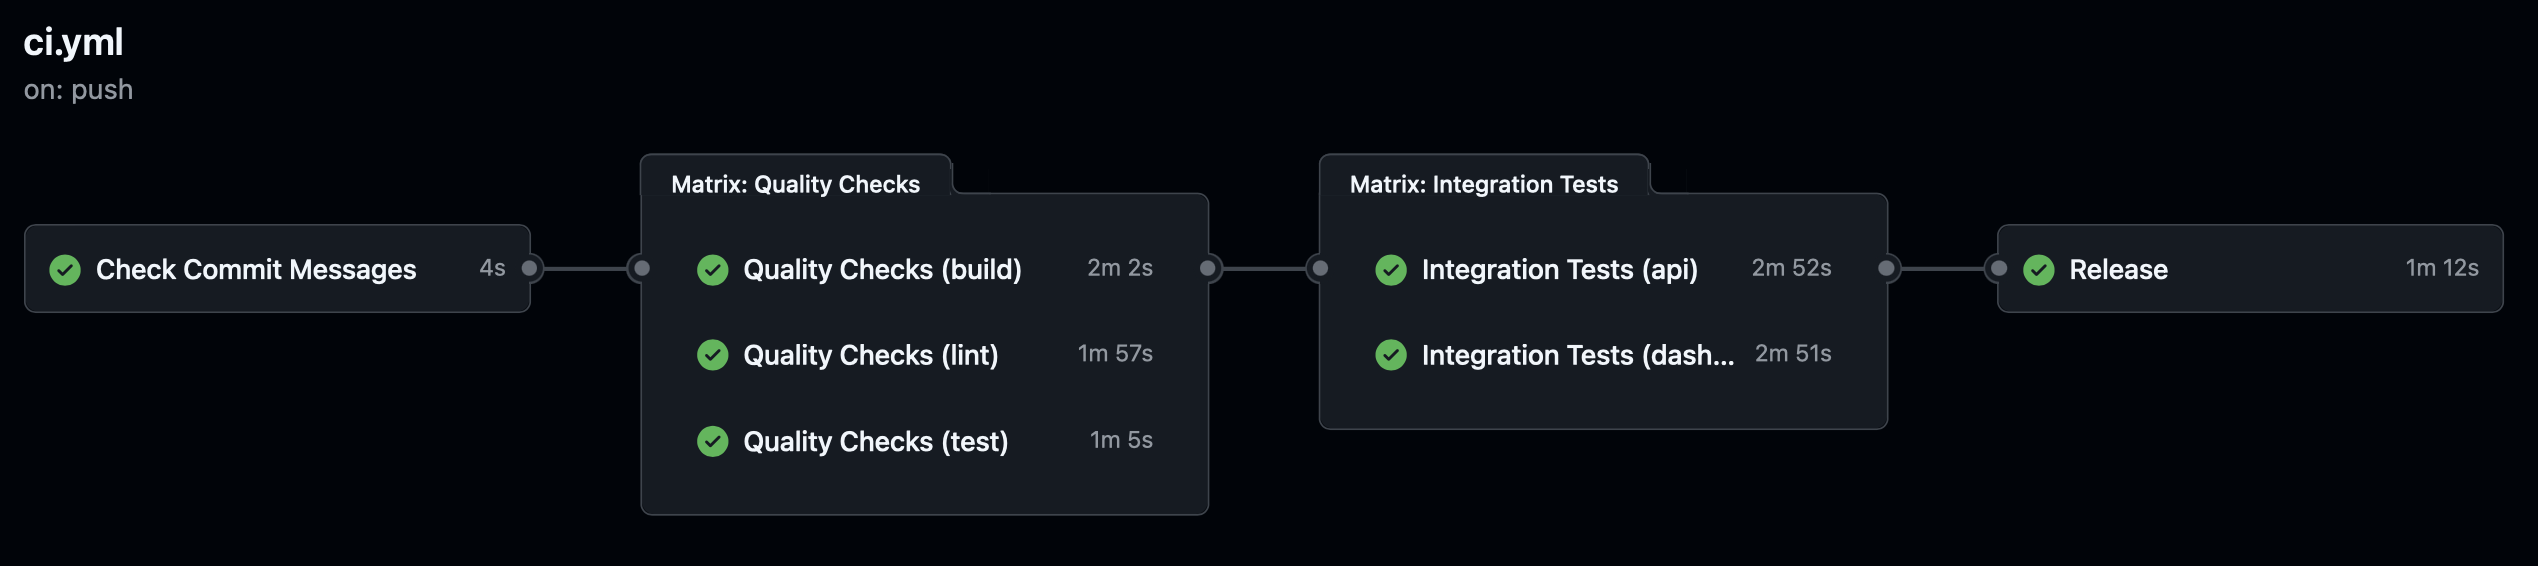 ci.yml
on: push
Check Commit Messages 4s
Matrix: Quality Checks
Quality Checks (build) 2m 2s
Quality Checks (lint) 1m 57s
Quality Checks (test) 1m 5s
Matrix: Integration Tests
Integration Tests (api) 2m 52s
Integration Tests (dash... 2m 51s
Release 1m 12s